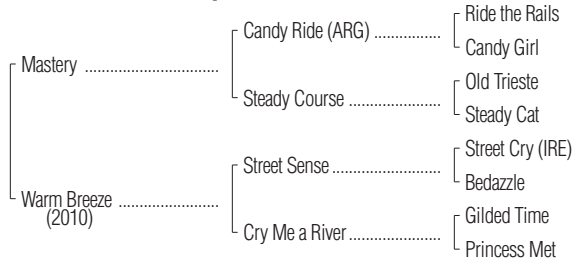 Ride the Rails
Candy Ride (ARG) .................
Candy Girl
Mastery ..................................
Old Trieste
Steady Course .......................
Steady Cat
Street Cry (IRE)
Street Sense ...........................
Bedazzle
Warm Breeze .........................
(2010)
Gilded Time
Cry Me a River.......................
Princess Met